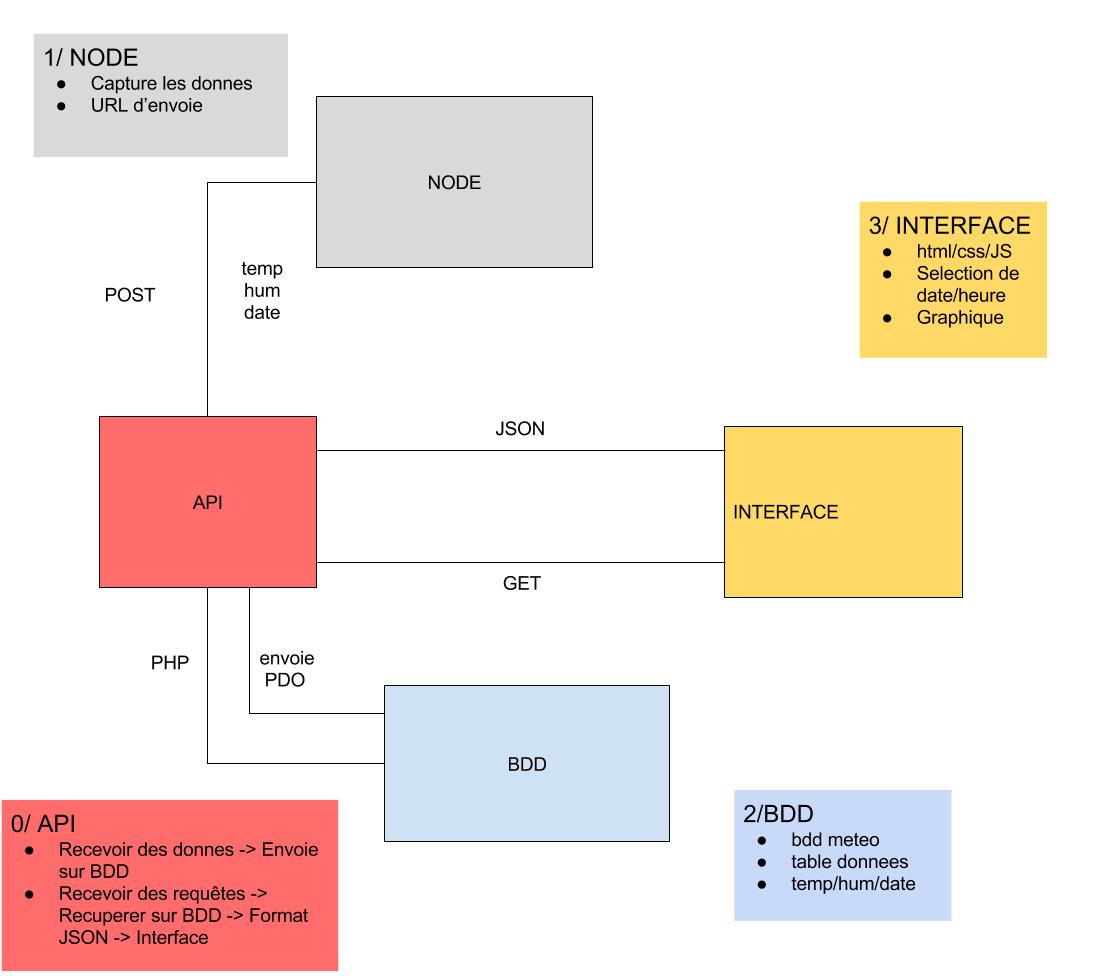 1/ NODE
● Capture les donnes
● URL d'envoie
NODE
3/ INTERFACE
● html/css/JS
● Selection de
date/heure
● Graphique
temp
hum
date
POST
JSON
API
INTERFACE
GET
PHP
envoie
PDO
BDD
0/ API
● Recevoir des donnes -> Envoie
sur BDD
● Recevoir des requêtes ->
Recuperer sur BDD -> Format
JSON -> Interface
2/BDD
● bdd meteo
● table donnees
● temp/hum/date